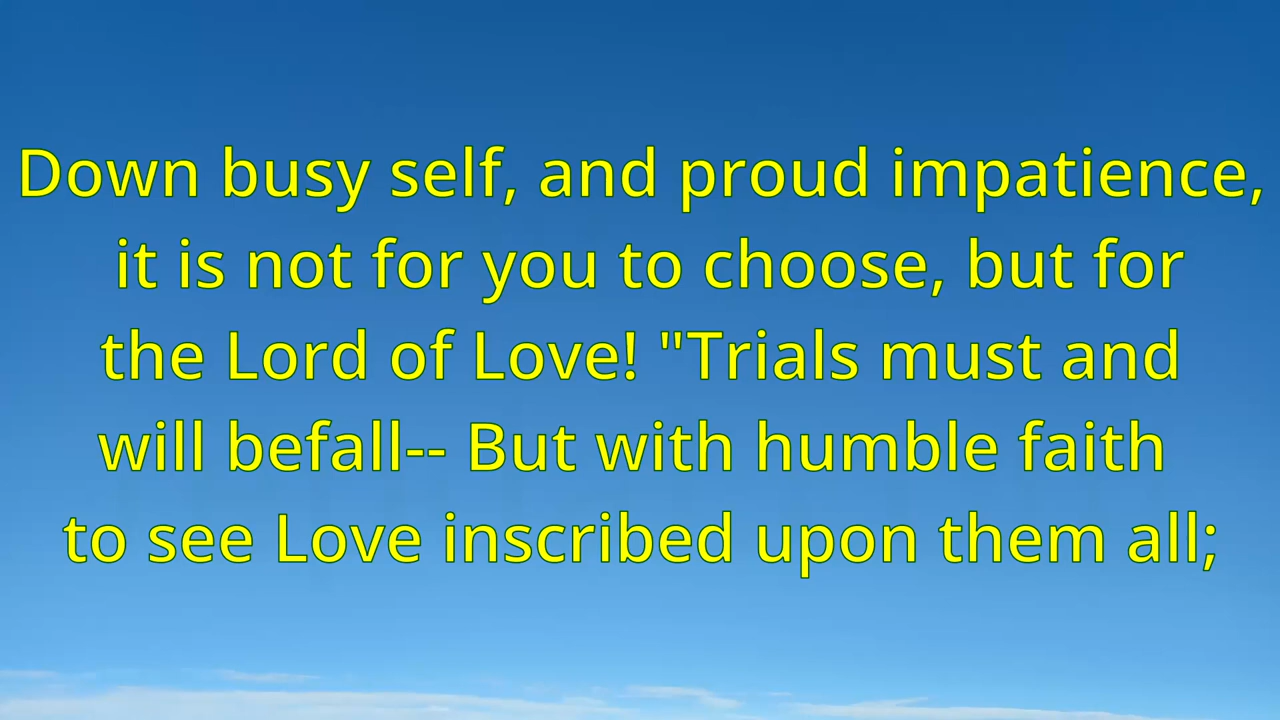 Down busy self, and proud impatience,
it is not for you to choose, but for
the Lord of Love! "Trials must and
will befall-- But with humble faith
to see Love inscribed upon them all;